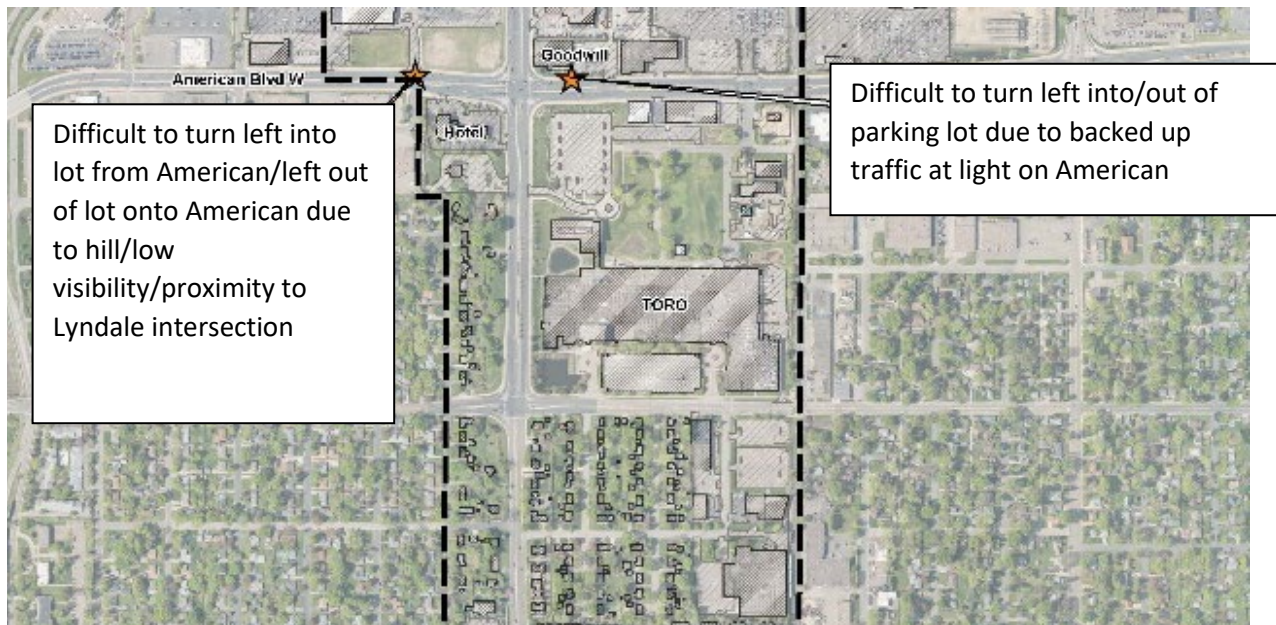 Goodwill
American Blvd W
Hotel
Difficult to turn left into
lot from American/left out
of lot onto American due
to hill/low
visibility/proximity to
Lyndale intersection
Difficult to turn left into/out of
parking lot due to backed up
traffic at light on American
TORO